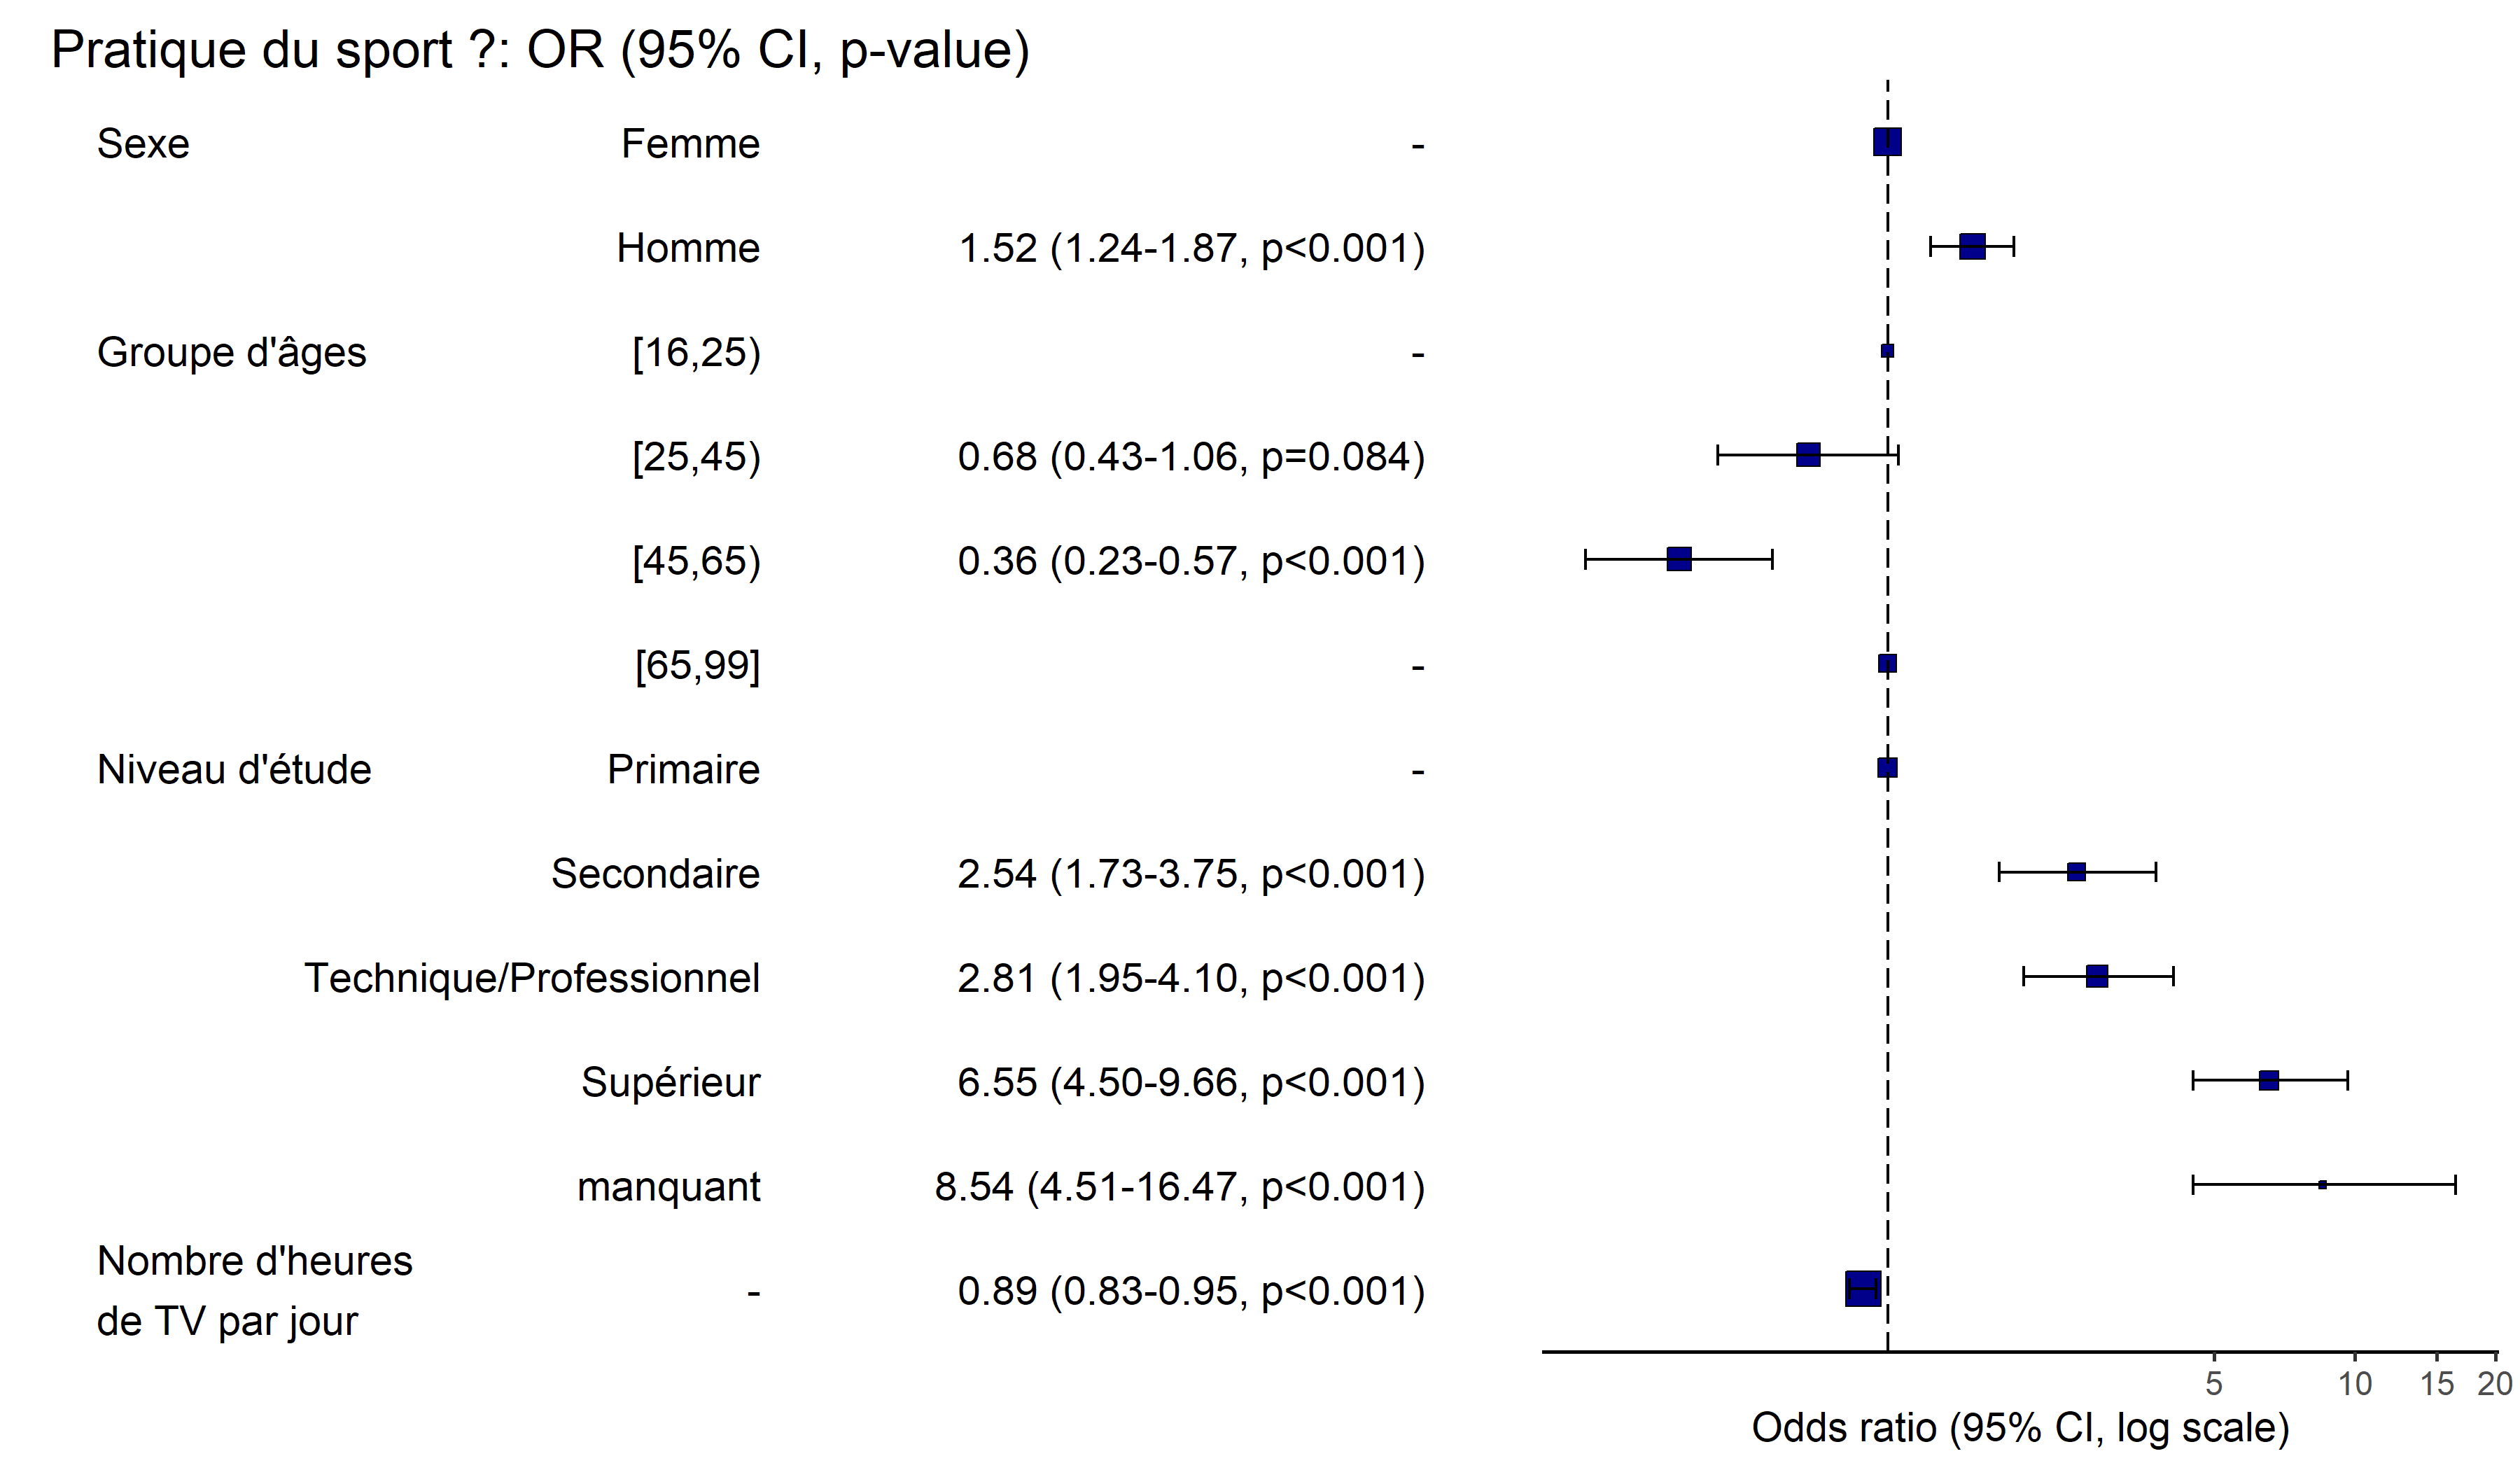 Pratique du sport ?: OR (95% CI, p-value)
Sexe Femme -
Homme 1.52 (1.24-1.87, p<0.001)
Groupe d'âges [16,25) -
[25,45) 0.68 (0.43-1.06, p=0.084)
[45,65) 0.36 (0.23-0.57, p<0.001)
[65,99] -
Niveau d'étude Primaire -
Secondaire 2.54 (1.73-3.75, p<0.001)
Technique/Professionnel 2.81 (1.95-4.10, p<0.001)
Supérieur 6.55 (4.50-9.66, p<0.001)
manquant 8.54 (4.51-16.47, p<0.001)
Nombre d'heures
de TV par jour - 0.89 (0.83-0.95, p<0.001)
5 10 15 20
Odds ratio (95% CI, log scale)